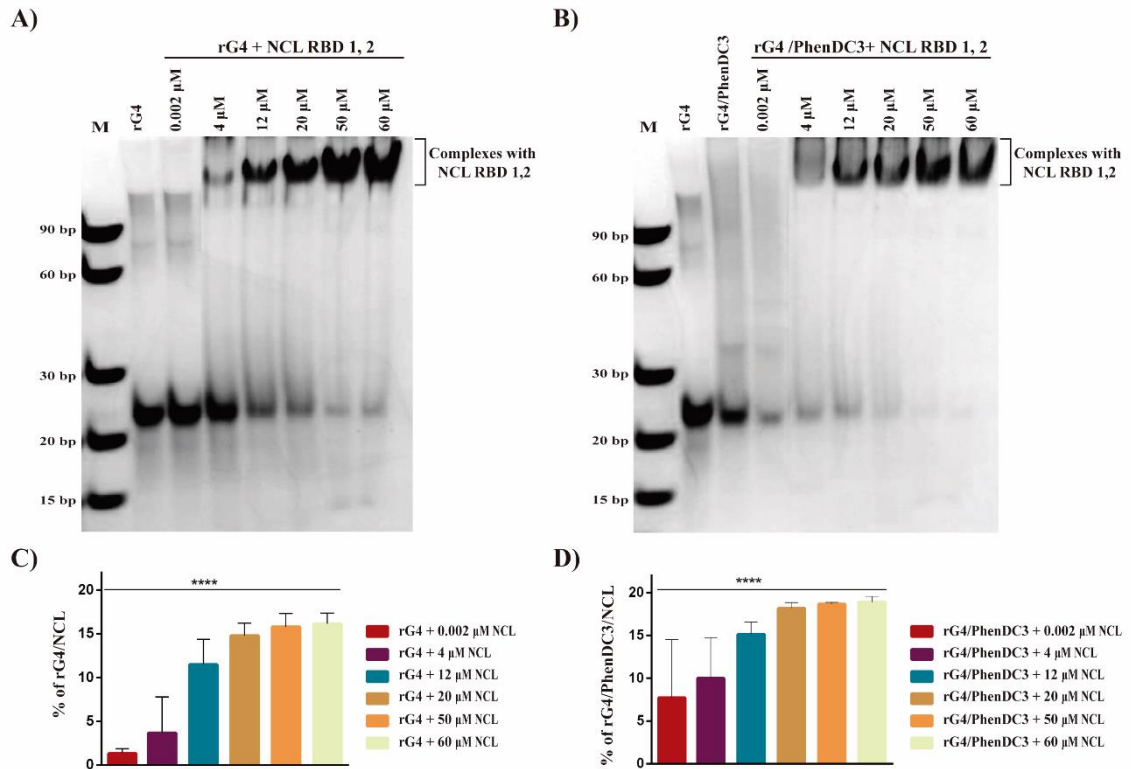 A)
rG4 + NCL RBD 1, 2
M
rG4
0.002 μM
4 μM
12 μM
20 μM
50 μM
60 μM
Complexes with
NCL RBD 1,2
90 bp
60 bp
30 bp
20 bp
15 bp
B)
rG4 /PhenDC3+ NCL RBD 1, 2
M
rG4
rG4/PhenDC3
0.002 μM
4 μM
12 μM
20 μM
50 μM
60 μM
Complexes with
NCL RBD 1,2
90 bp
60 bp
30 bp
20 bp
15 bp
C)
% of rG4/NCL
20
15
10
5
0
****
rG4 + 0.002 μM NCL
rG4 + 4 μM NCL
rG4 + 12 μM NCL
rG4 + 20 μM NCL
rG4 + 50 μM NCL
rG4 + 60 μM NCL
D)
% of rG4/PhenDC3/NCL
20
15
10
5
0
****
rG4/PhenDC3 + 0.002 μM NCL
rG4/PhenDC3 + 4 μM NCL
rG4/PhenDC3 + 12 μM NCL
rG4/PhenDC3 + 20 μM NCL
rG4/PhenDC3 + 50 μM NCL
rG4/PhenDC3 + 60 μM NCL